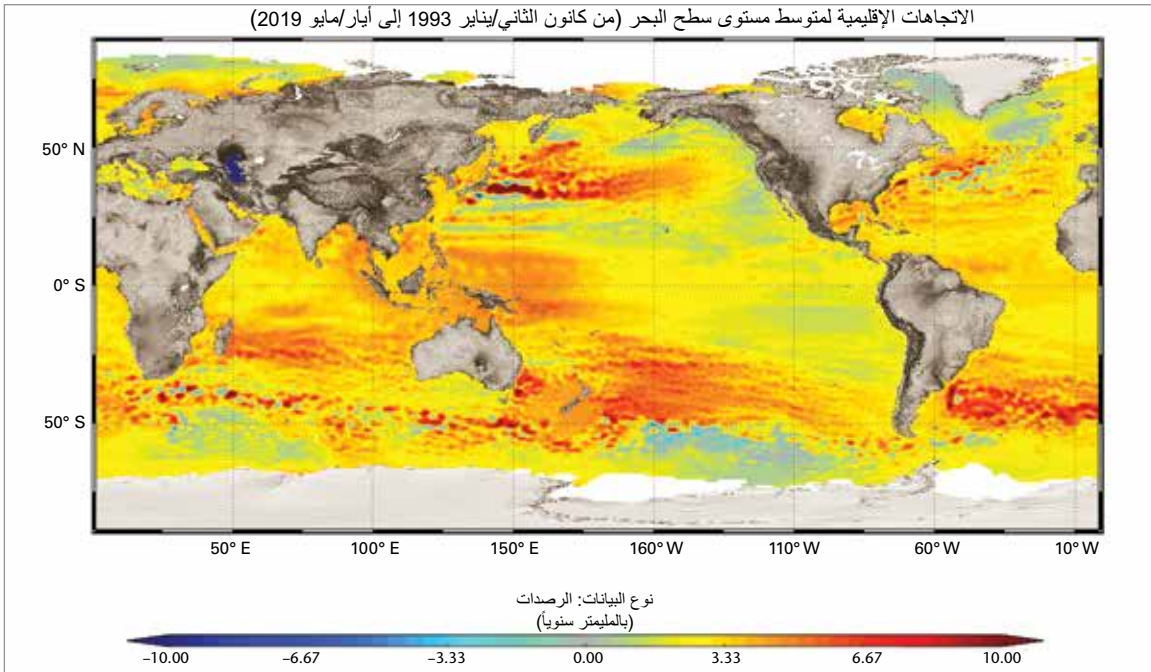 الاتجاهات الإقليمية لمتوسط مستوى سطح البحر (من كانون الثاني/يناير 1993 إلى أيار/مايو 2019)
50° N
0° S
50° S
50° E 100° E 150° E 160° W 110° W 60° W 10° W
نوع البيانات: الرصدات
(بالمليمتر سنوياً)
–10.00 –6.67 –3.33 0.00 3.33 6.67 10.00